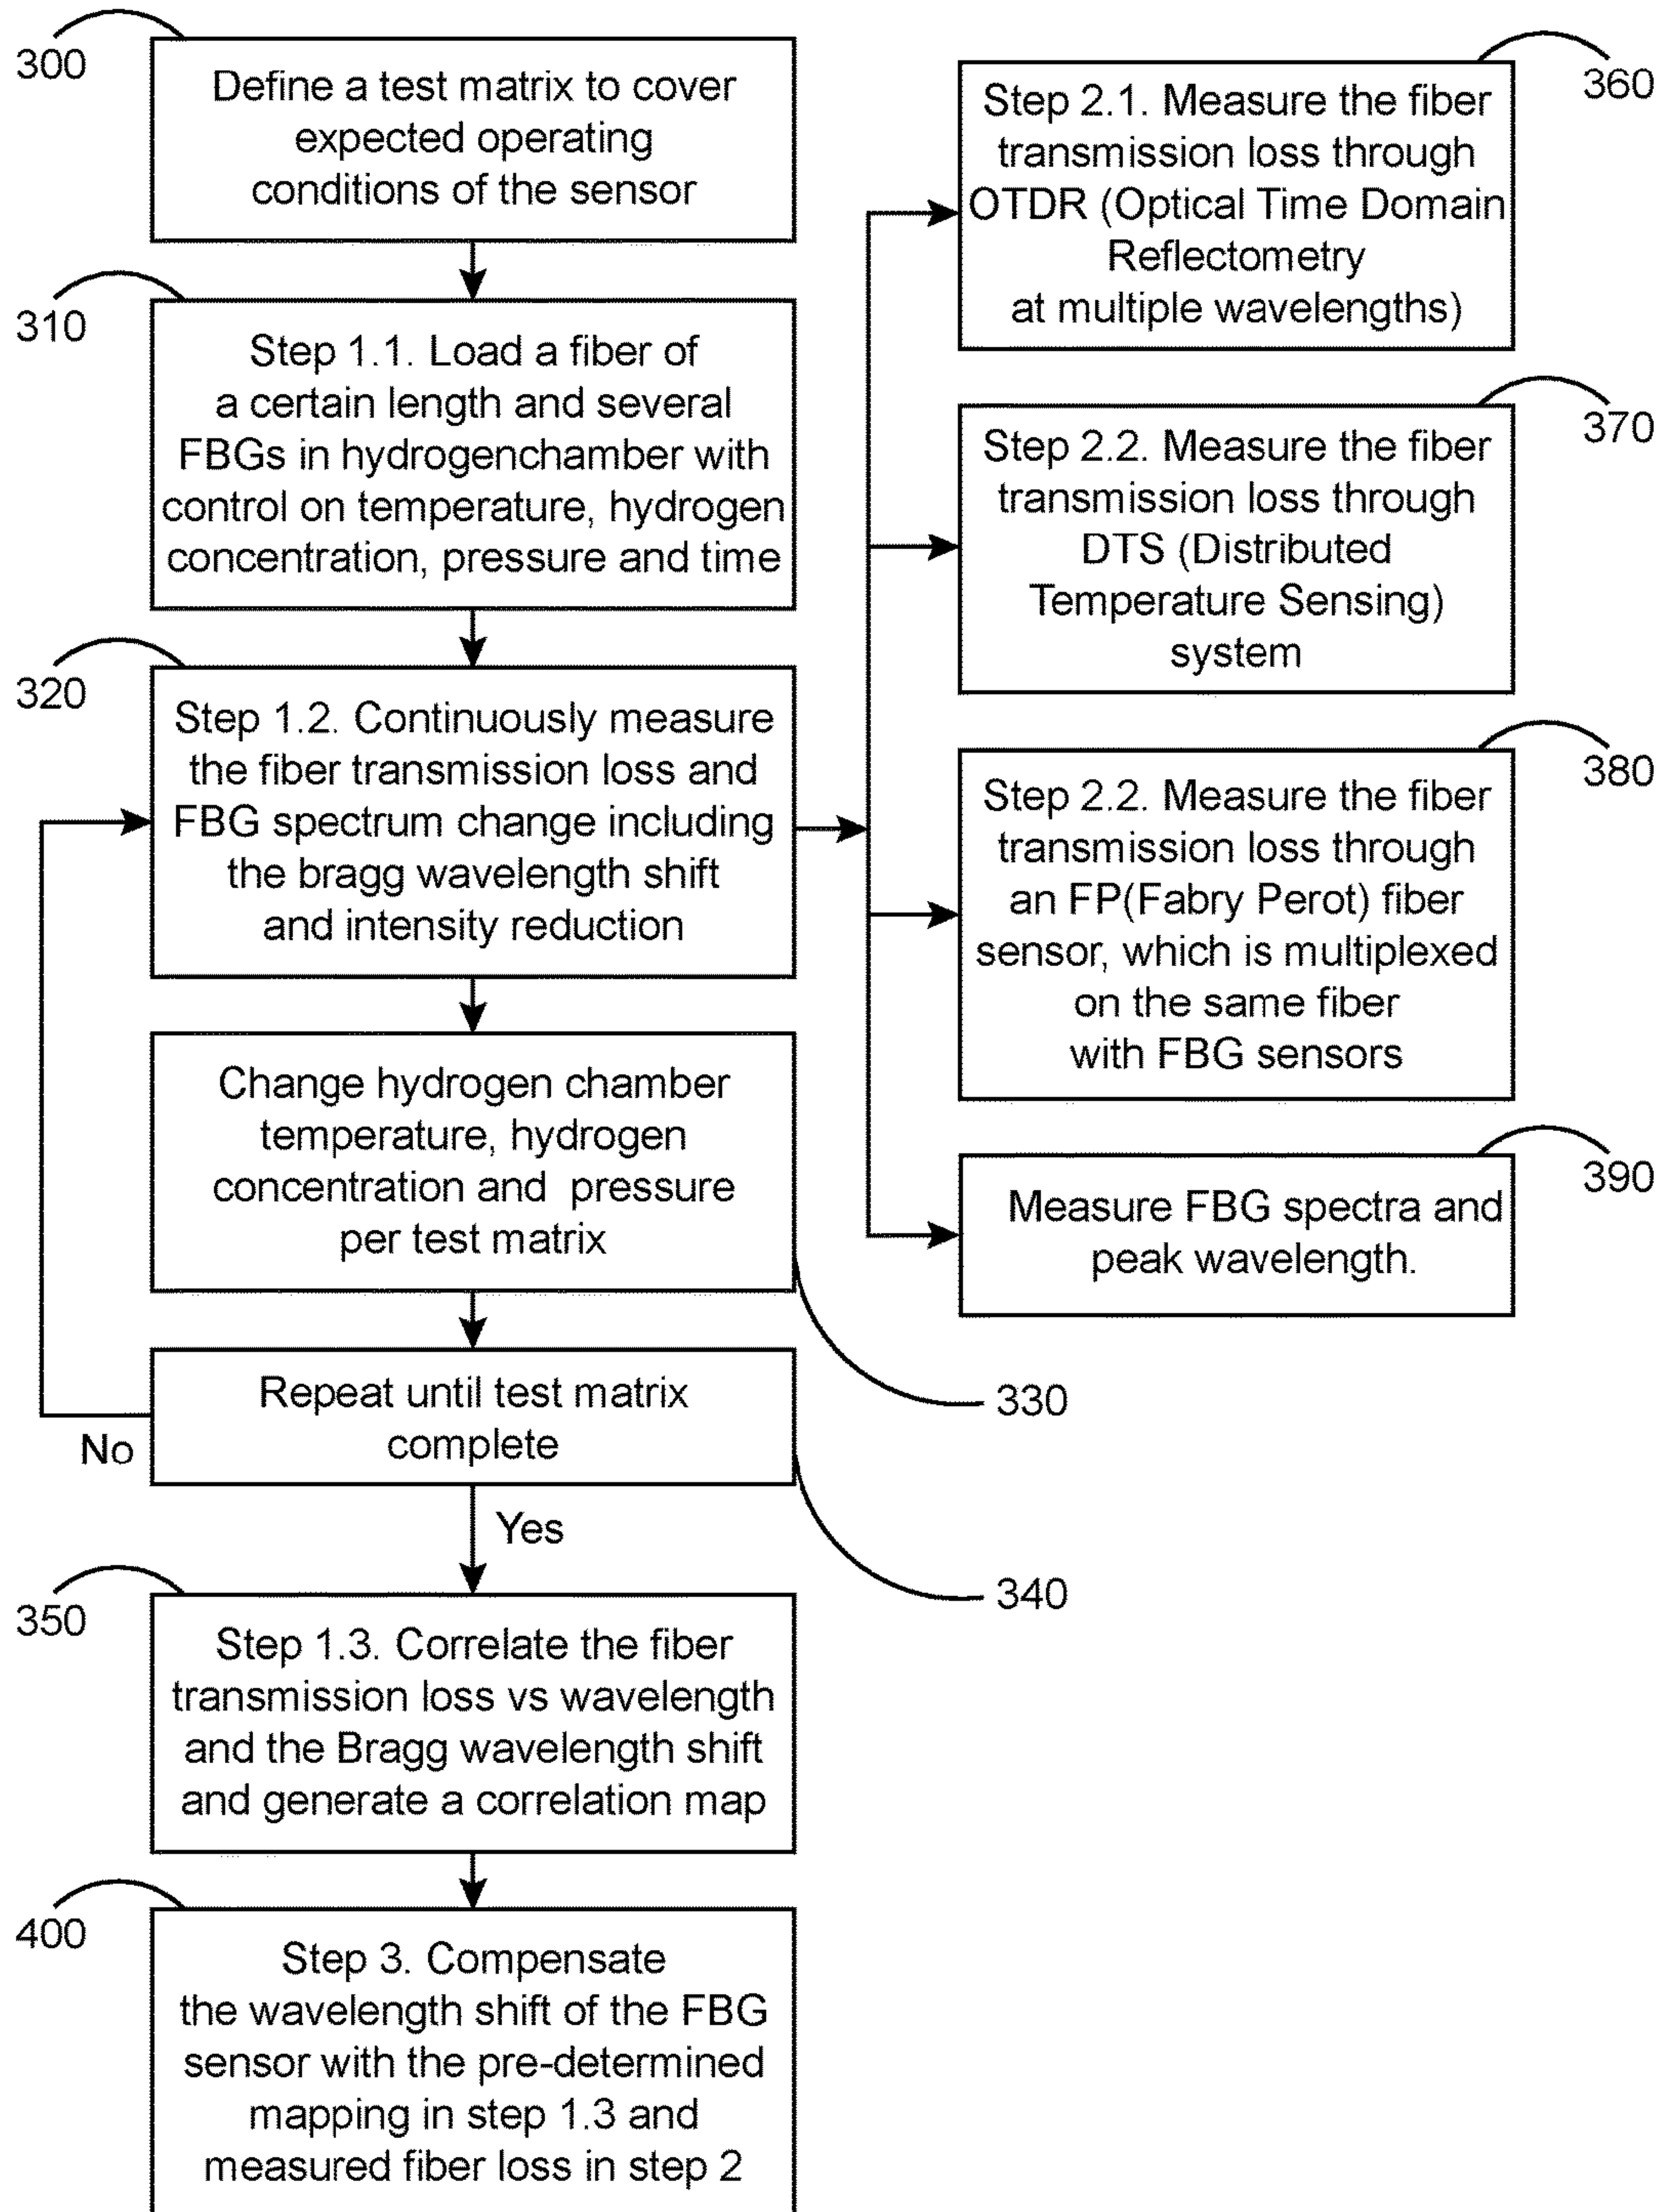 300
Define a test matrix to cover
expected operating
conditions of the sensor
310
Step 1.1. Load a fiber of
a certain length and several
FBGs in hydrogenchamber with
control on temperature, hydrogen
concentration, pressure and time
320
Step 1.2. Continuously measure
the fiber transmission loss and
FBG spectrum change including
the bragg wavelength shift
and intensity reduction
Change hydrogen chamber
temperature, hydrogen
concentration and pressure
per test matrix
330
Repeat until test matrix
complete
No
Yes
340
350
Step 1.3. Correlate the fiber
transmission loss vs wavelength
and the Bragg wavelength shift
and generate a correlation map
400
Step 3. Compensate
the wavelength shift of the FBG
sensor with the pre-determined
mapping in step 1.3 and
measured fiber loss in step 2
360
Step 2.1. Measure the fiber
transmission loss through
OTDR (Optical Time Domain
Reflectometry
at multiple wavelengths)
370
Step 2.2. Measure the fiber
transmission loss through
DTS (Distributed
Temperature Sensing)
system
380
Step 2.2. Measure the fiber
transmission loss through
an FP(Fabry Perot) fiber
sensor, which is multiplexed
on the same fiber
with FBG sensors
390
Measure FBG spectra and
peak wavelength.